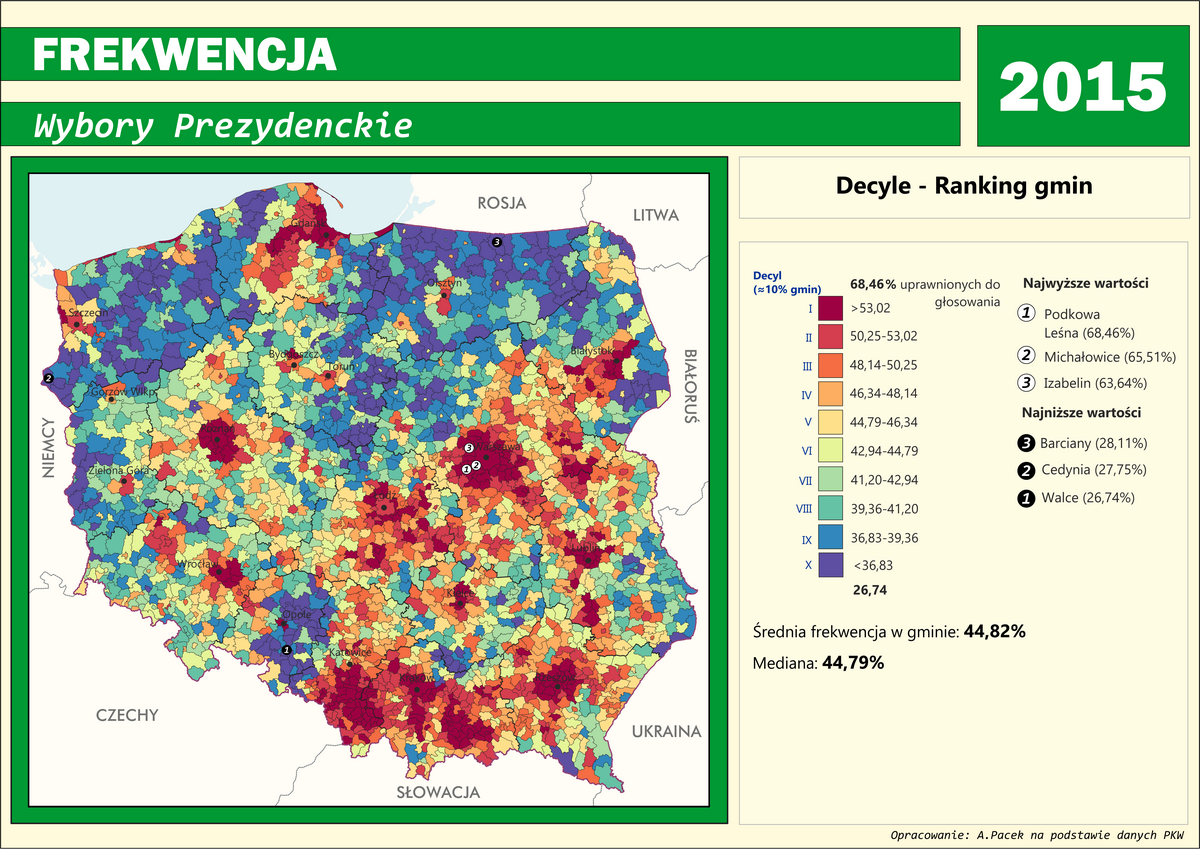 FREKWENCJA
2015
Wybory Prezydenckie
ROSJA
LITWA
BIAŁORUŚ
NIEMCY
CZECHY
SŁOWACJA
UKRAINA
Gdańsk
Olsztyn
Szczecin
Białystok
Bydgoszcz
Toruń
Gorzów Wlkp.
Warszawa
Zielona Góra
Łódź
Lublin
Wrocław
Opole
Katowice
Kraków
3
2
3
1
2
1
Decyle - Ranking gmin
Decyl
(≈10% gmin)
68,46% uprawnionych do
głosowania
I >53,02
II 50,25-53,02
III 48,14-50,25
IV 46,34-48,14
V 44,79-46,34
VI 42,94-44,79
VII 41,20-42,94
VIII 39,36-41,20
IX 36,83-39,36
X <36,83
26,74
Najwyższe wartości
1 Podkowa
Leśna (68,46%)
2 Michałowice (65,51%)
3 Izabelin (63,64%)
Najniższe wartości
3 Barciany (28,11%)
2 Cedynia (27,75%)
1 Walce (26,74%)
Średnia frekwencja w gminie: 44,82%
Mediana: 44,79%
Opracowanie: A.Pacek na podstawie danych PKW